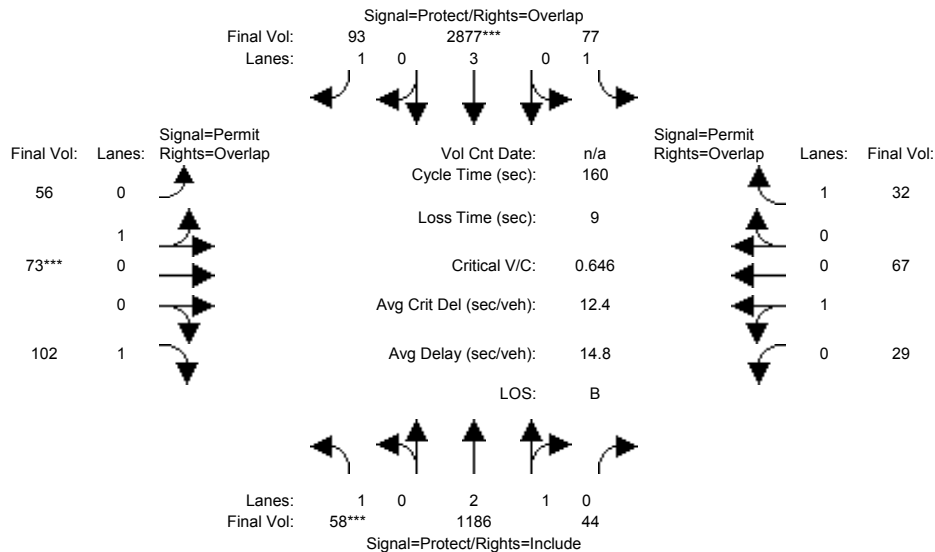 Signal=Protect/Rights=Overlap
Final Vol: 93 2877*** 77
Lanes: 1 0 3 0 1
Signal=Permit Signal=Permit
Final Vol: Lanes: Rights=Overlap Vol Cnt Date: n/a Rights=Overlap Lanes: Final Vol:
Cycle Time (sec): 160
56 0 1 32
Loss Time (sec): 9
1 0
73*** 0 Critical V/C: 0.646 0 67
0 Avg Crit Del (sec/veh): 12.4 1
102 1 Avg Delay (sec/veh): 14.8 0 29
LOS: B
Lanes: 1 0 2 1 0
Final Vol: 58*** 1186 44
Signal=Protect/Rights=Include